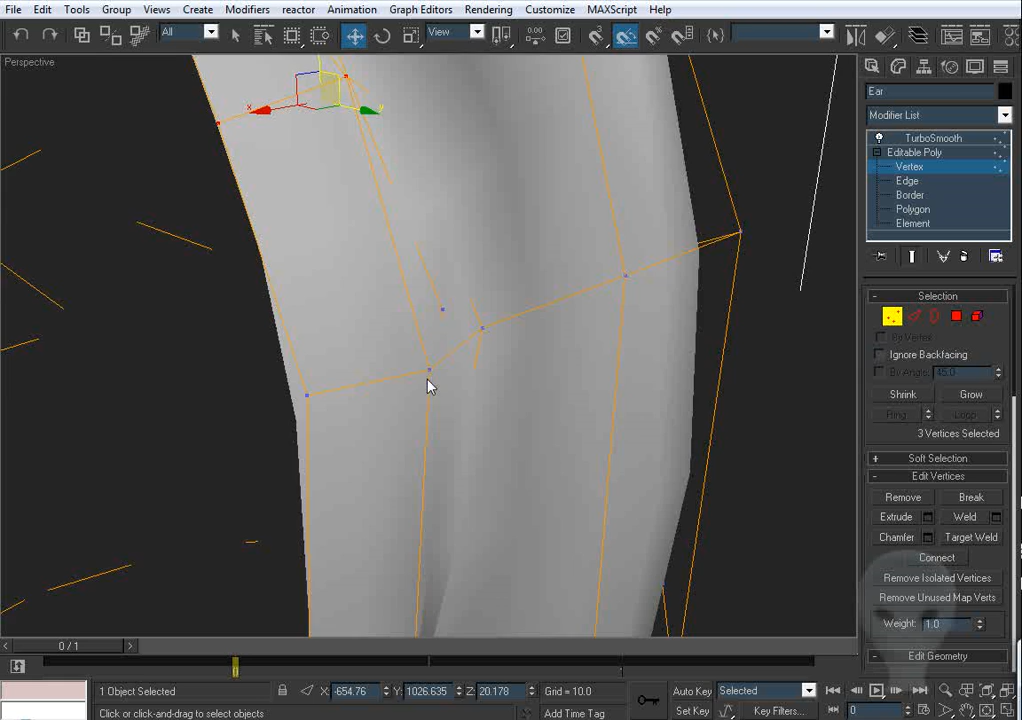 File Edit Tools Group Views Create Modifiers reactor Animation Graph Editors Rendering Customize MAXScript Help
All
View
Perspective
x
y
Ear
Modifier List
TurboSmooth
Editable Poly
Vertex
Edge
Border
Polygon
Element
- Selection
By Vertex
Ignore Backfacing
By Angle: 45.0
Shrink Grow
Ring Loop
3 Vertices Selected
+ Soft Selection
- Edit Vertices
Remove Break
Extrude Weld
Chamfer Target Weld
Connect
Remove Isolated Vertices
Remove Unused Map Verts
Weight: 1.0
- Edit Geometry
< 0 / 1 >
1 Object Selected X: -654.76 Y: 1026.635 Z: 20.178 Grid = 10.0 Auto Key Selected
Click or click-and-drag to select objects Add Time Tag Set Key Key Filters... 0